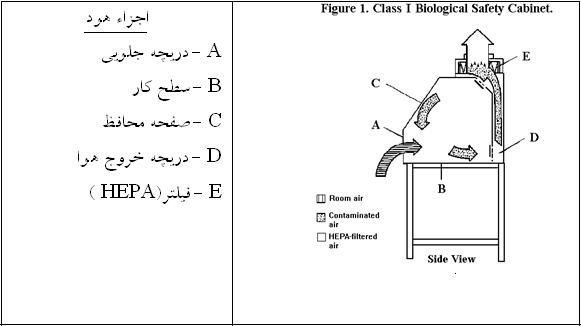 اجزاء هود
A - دریچه جلویی
B - سطح کار
C - صفحه محافظ
D - دریچه خروج هوا
E - فیلتر(HEPA )
Figure 1. Class I Biological Safety Cabinet.
E
C
A
D
B
Room air
Contaminated
air
HEPA-filtered
air
Side View